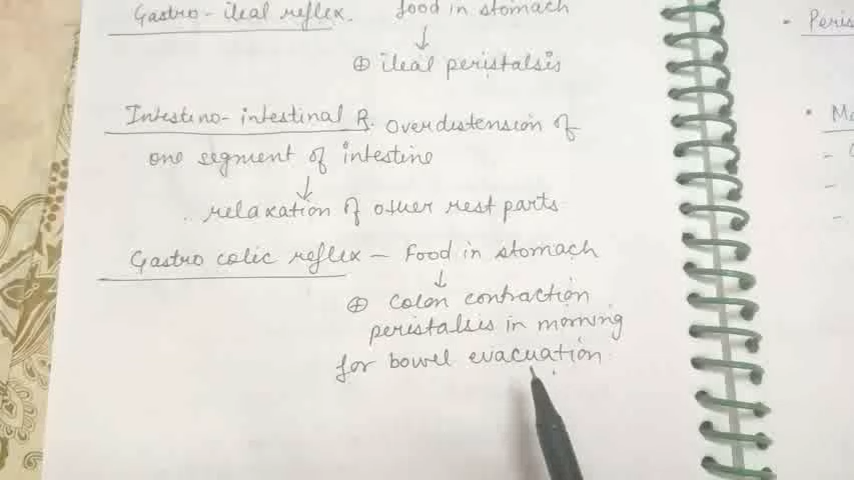 Gastro-ileal reflex. food in stomach
↓
⊕ ileal peristalsis
Intestino-intestinal R. Overdistension of
one segment of intestine
↓
relaxation of other rest parts
Gastro colic reflex – Food in stomach
↓
⊕ colon contraction
peristalsis in morning
for bowel evacuation
• Peris
• M